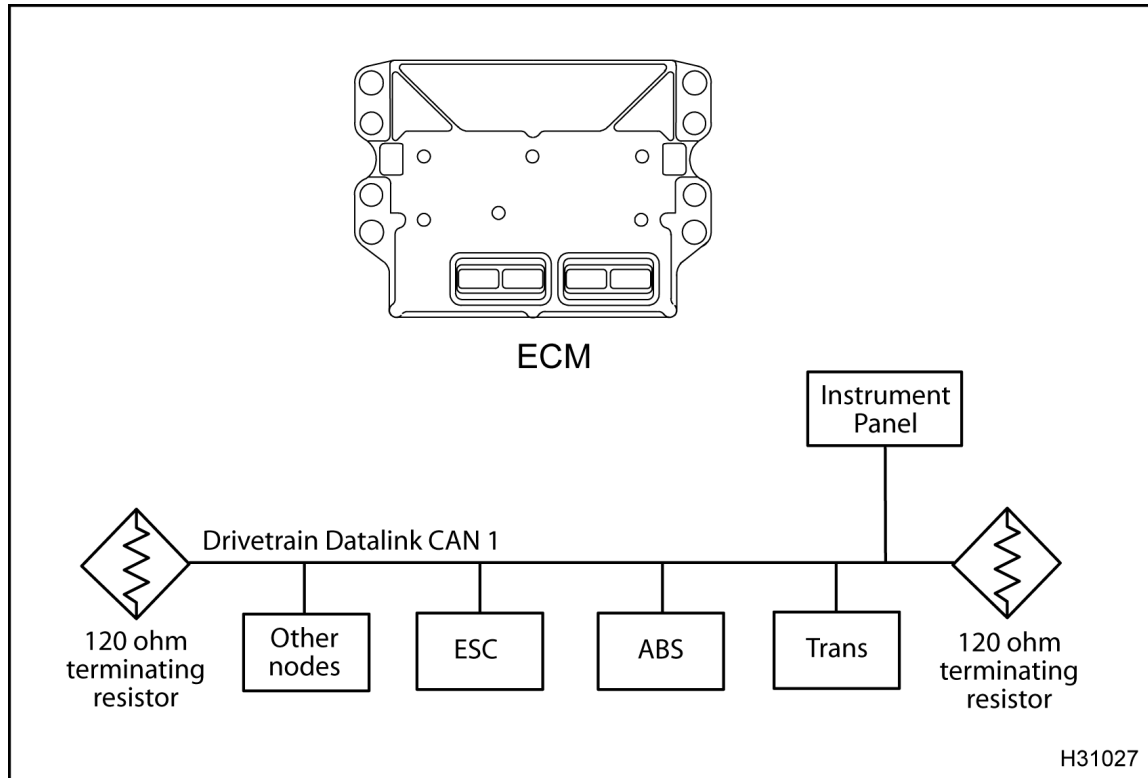 ECM
Instrument
Panel
Drivetrain Datalink CAN 1
120 ohm
terminating
resistor
Other
nodes
ESC
ABS
Trans
120 ohm
terminating
resistor
H31027